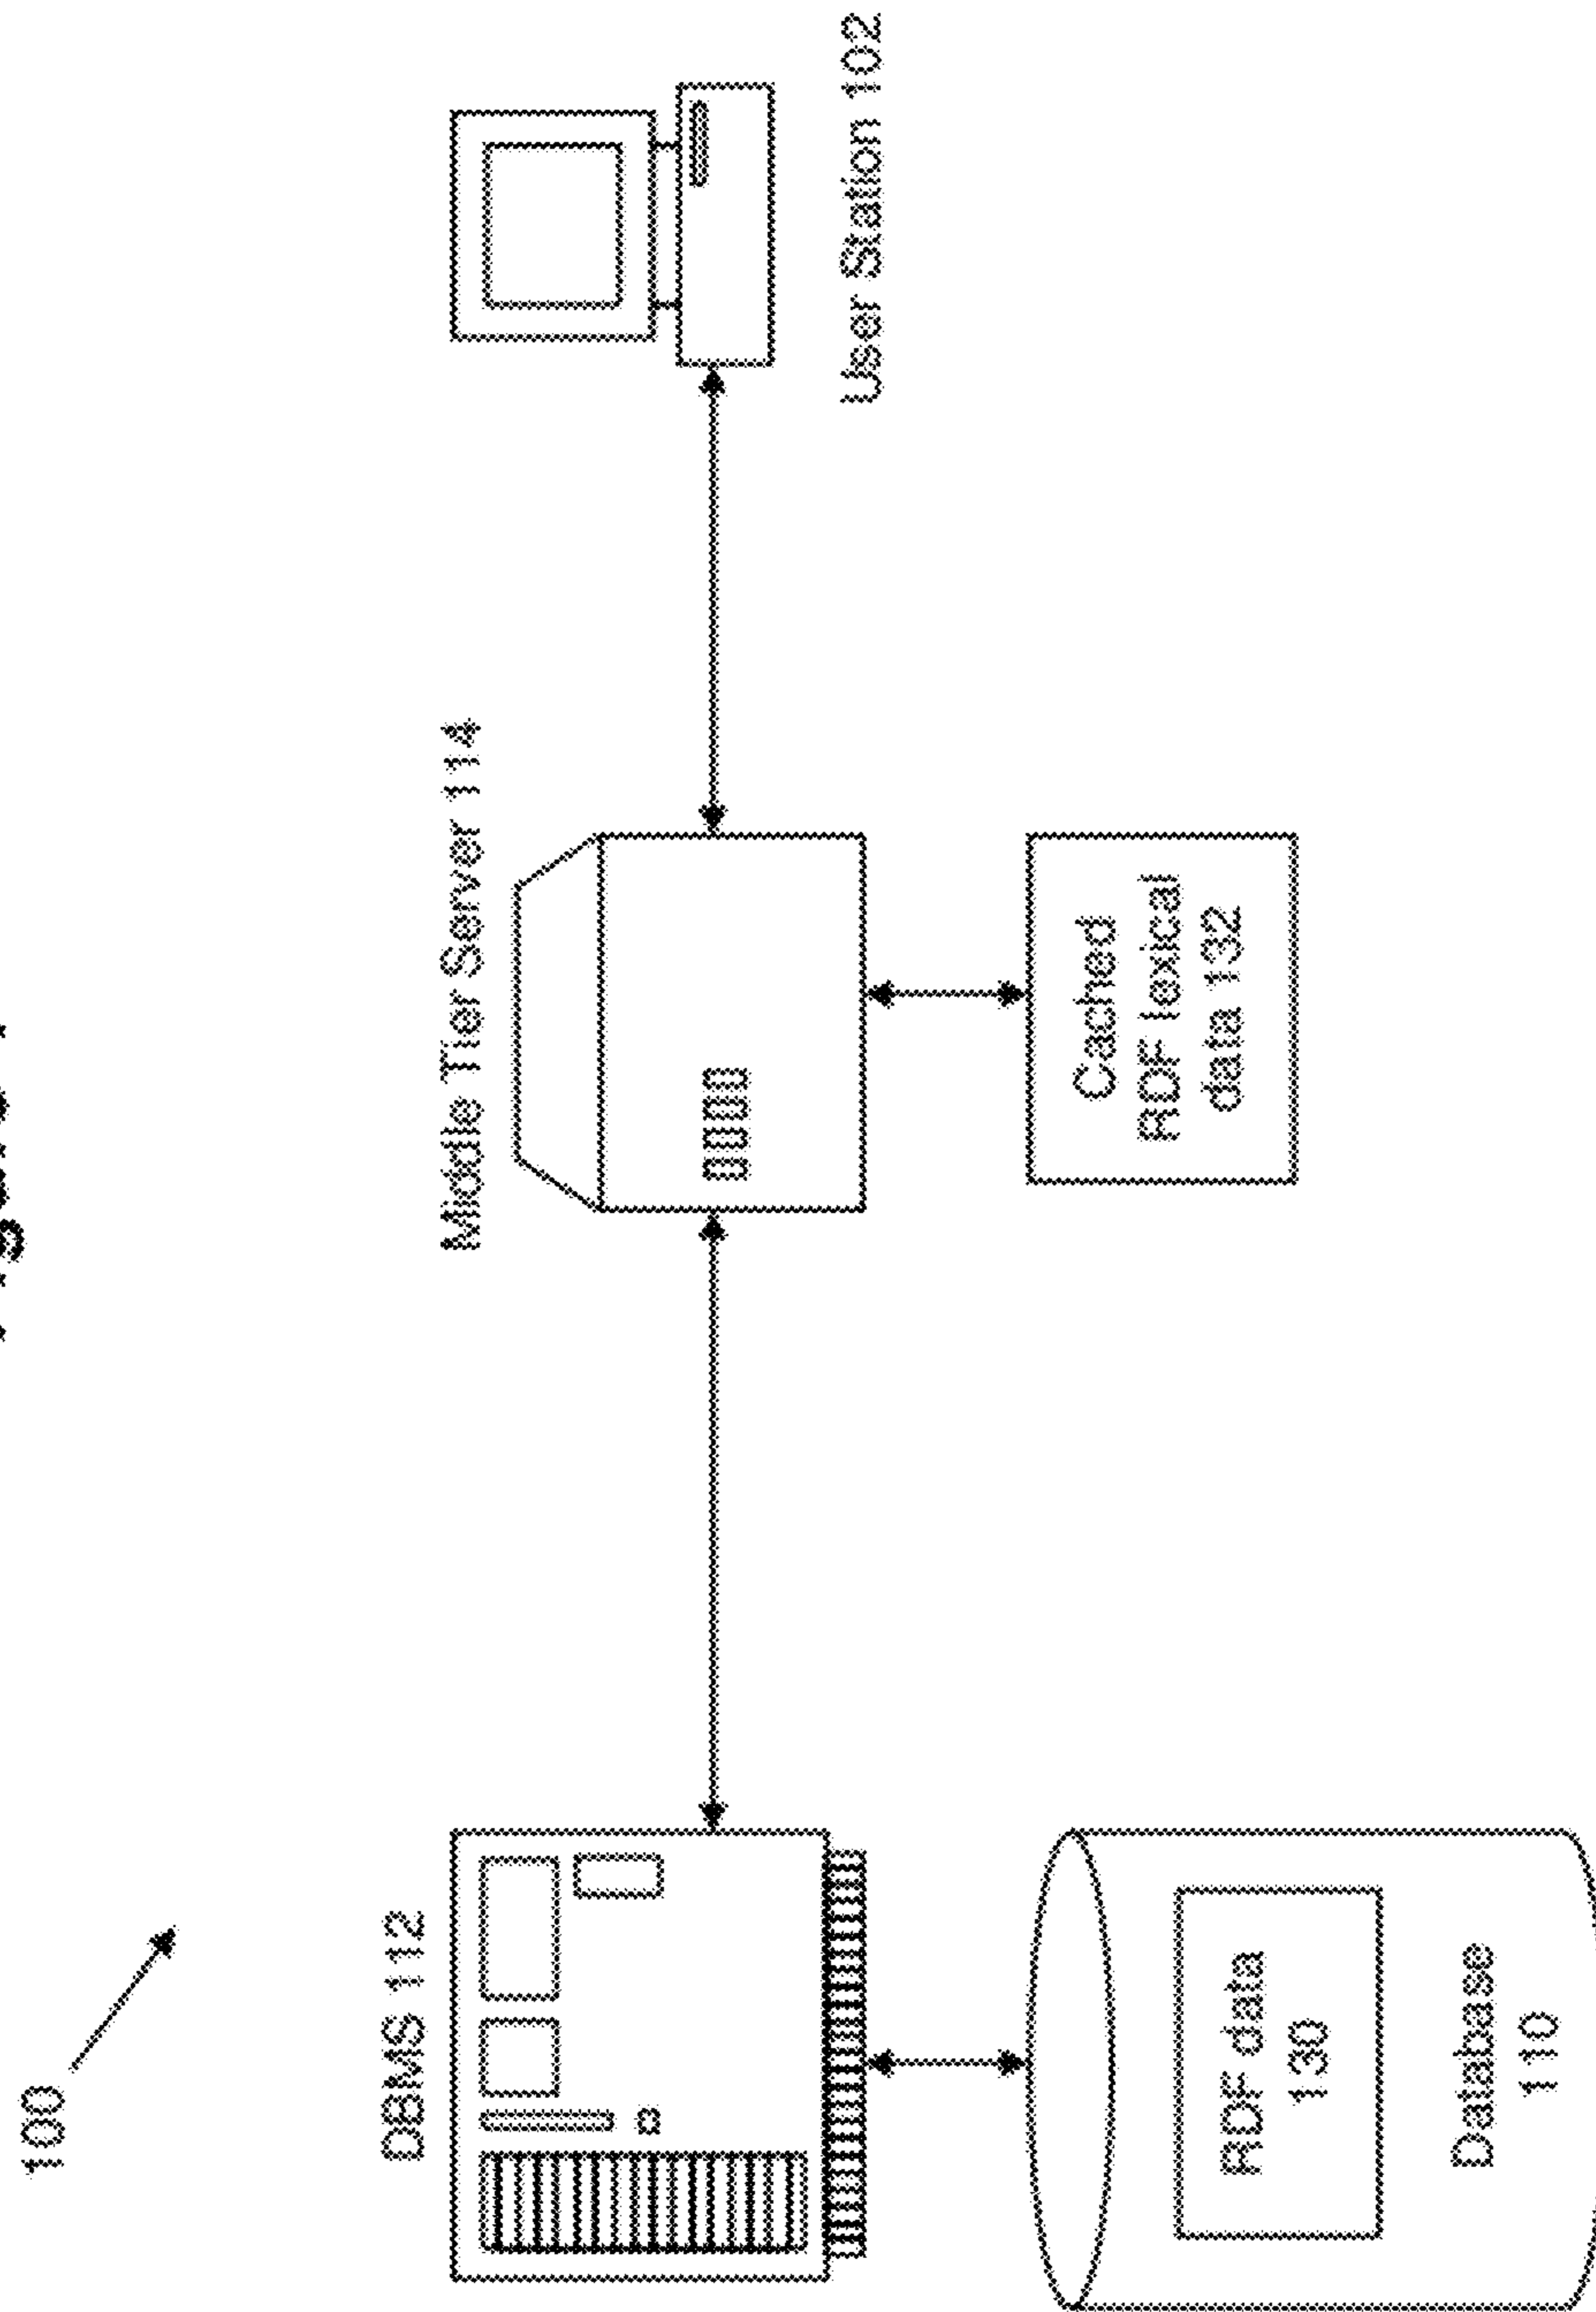 100
DBMS 112
Middle Tier Server 114
User Station 102
RDF data
130
Database
110
Cached
RDF lexical
data 132